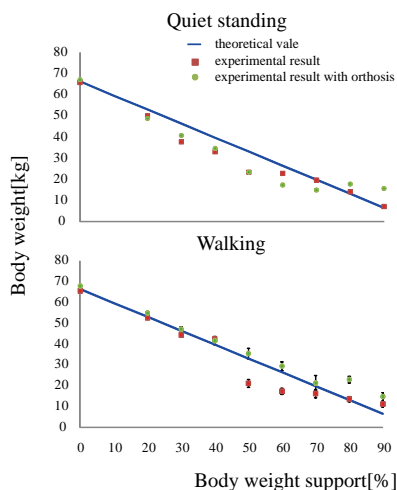 Quiet standing
theoretical vale
experimental result
experimental result with orthosis
80
70
60
50
40
30
20
10
0
Body weight[kg]
Walking
80
70
60
50
40
30
20
10
0
0 10 20 30 40 50 60 70 80 90
Body weight support[%]